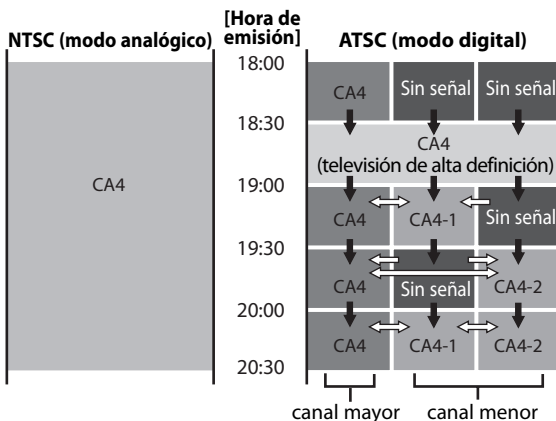 [Hora de
emisión]
NTSC (modo analógico)
ATSC (modo digital)
18:00
CA4
Sin señal
Sin señal
18:30
CA4
(televisión de alta definición)
CA4
19:00
CA4
CA4-1
Sin señal
19:30
CA4
Sin señal
CA4-2
20:00
CA4
CA4-1
CA4-2
20:30
canal mayor
canal menor